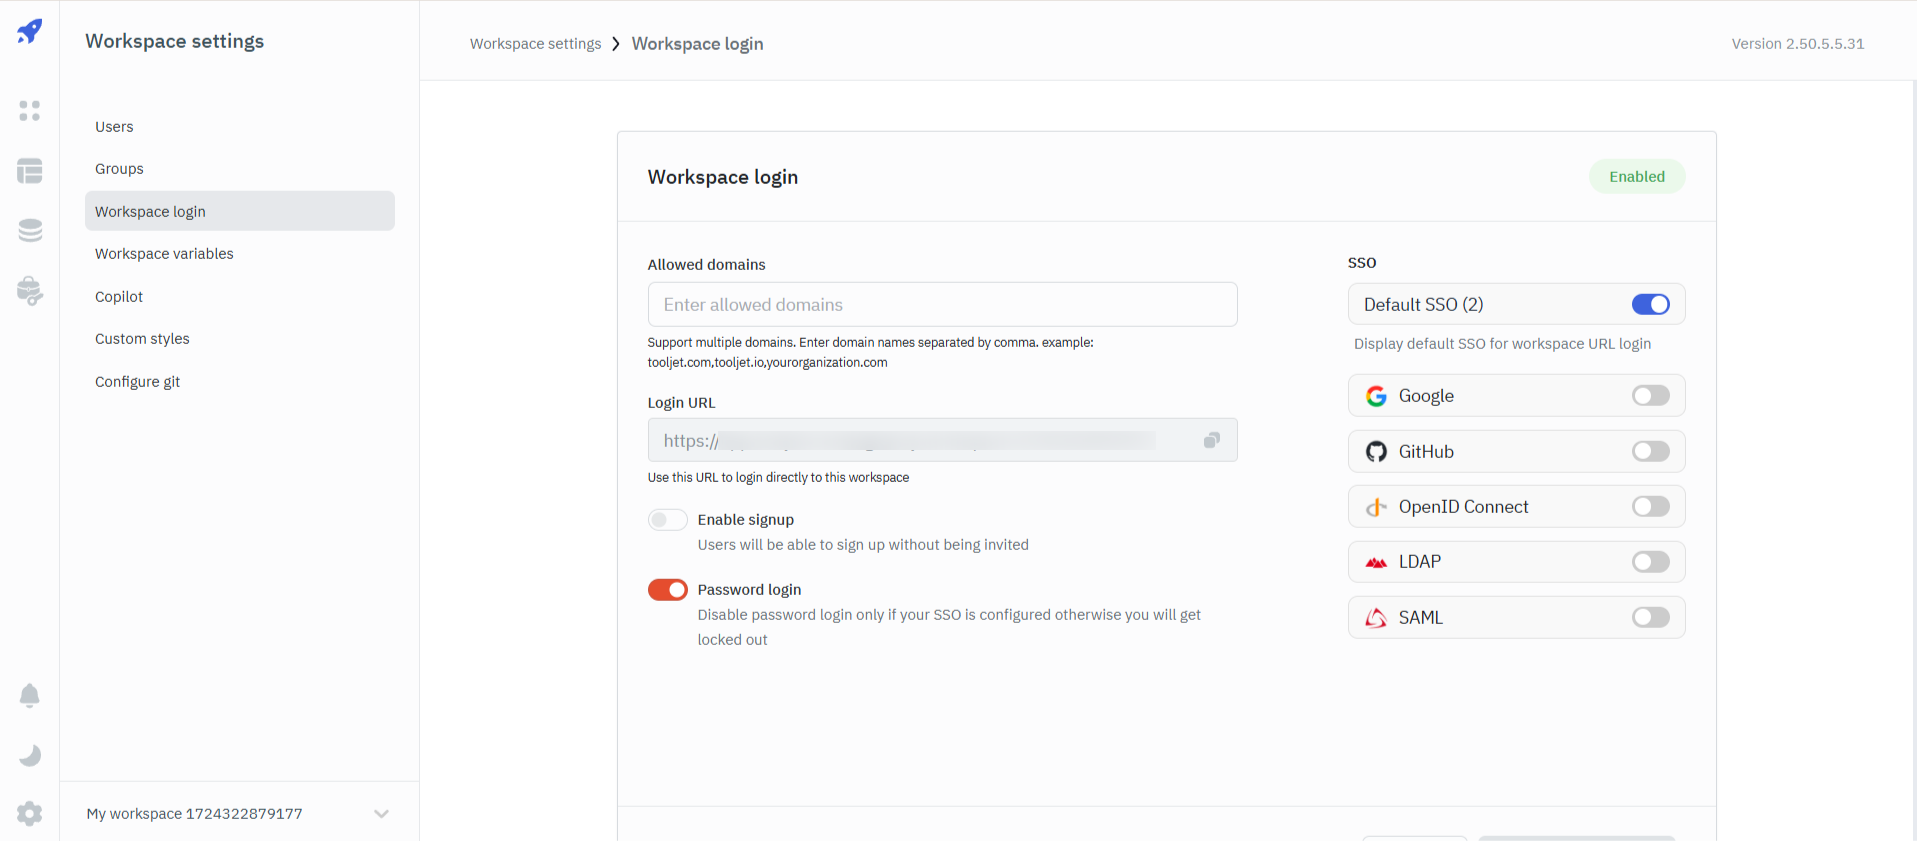 Workspace settings
Workspace settings
Workspace login
Version 2.50.5.5.31
Users
Groups
Workspace login
Workspace variables
Copilot
Custom styles
Configure git
My workspace 1724322879177
Workspace login
Enabled
Allowed domains
Enter allowed domains
Support multiple domains. Enter domain names separated by comma. example:
tooljet.com,tooljet.io,yourorganization.com
Login URL
https://
Use this URL to login directly to this workspace
Enable signup
Users will be able to sign up without being invited
Password login
Disable password login only if your SSO is configured otherwise you will get
locked out
SSO
Default SSO (2)
Display default SSO for workspace URL login
Google
GitHub
OpenID Connect
LDAP
SAML